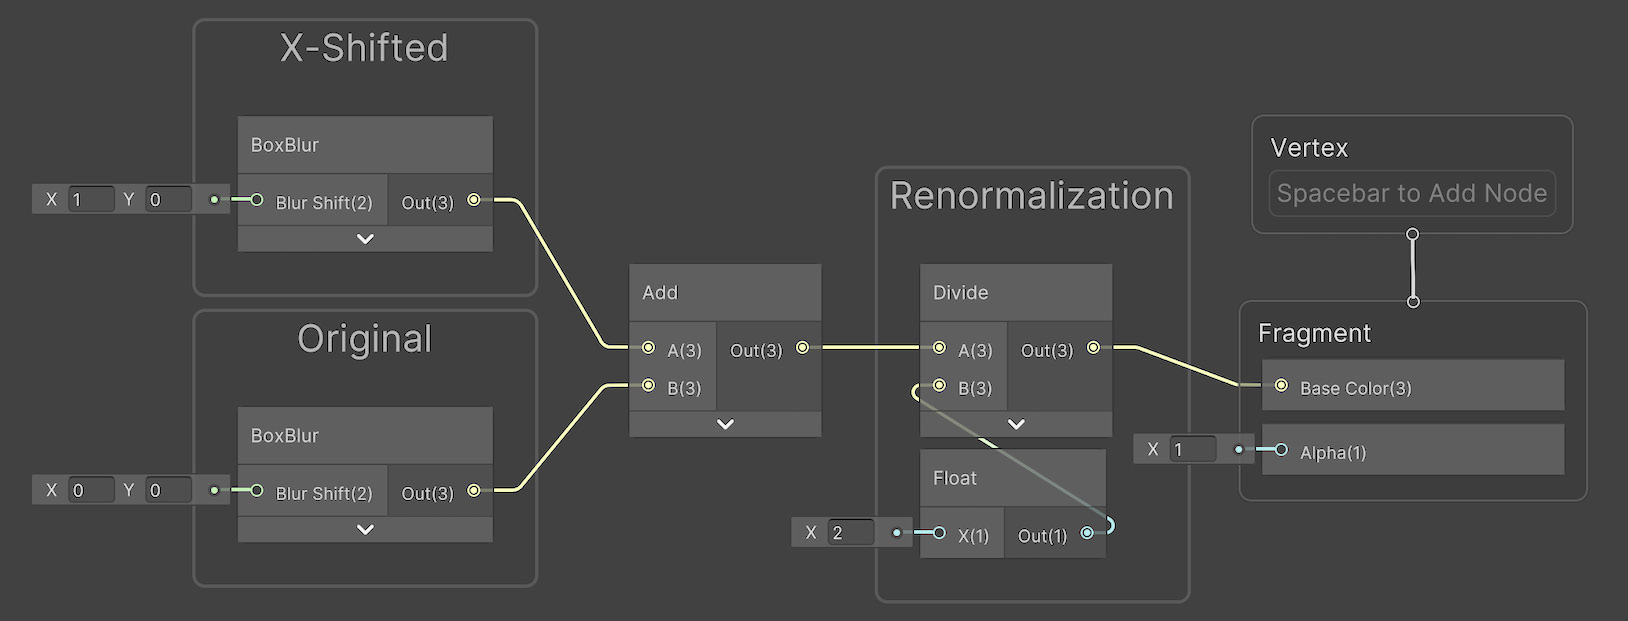 X-Shifted
BoxBlur
X 1 Y 0
Blur Shift(2) Out(3)
Original
BoxBlur
X 0 Y 0
Blur Shift(2) Out(3)
Add
A(3) Out(3)
B(3)
Renormalization
Divide
A(3) Out(3)
B(3)
Float
X 2
X(1) Out(1)
Vertex
Spacebar to Add Node
Fragment
Base Color(3)
X 1
Alpha(1)